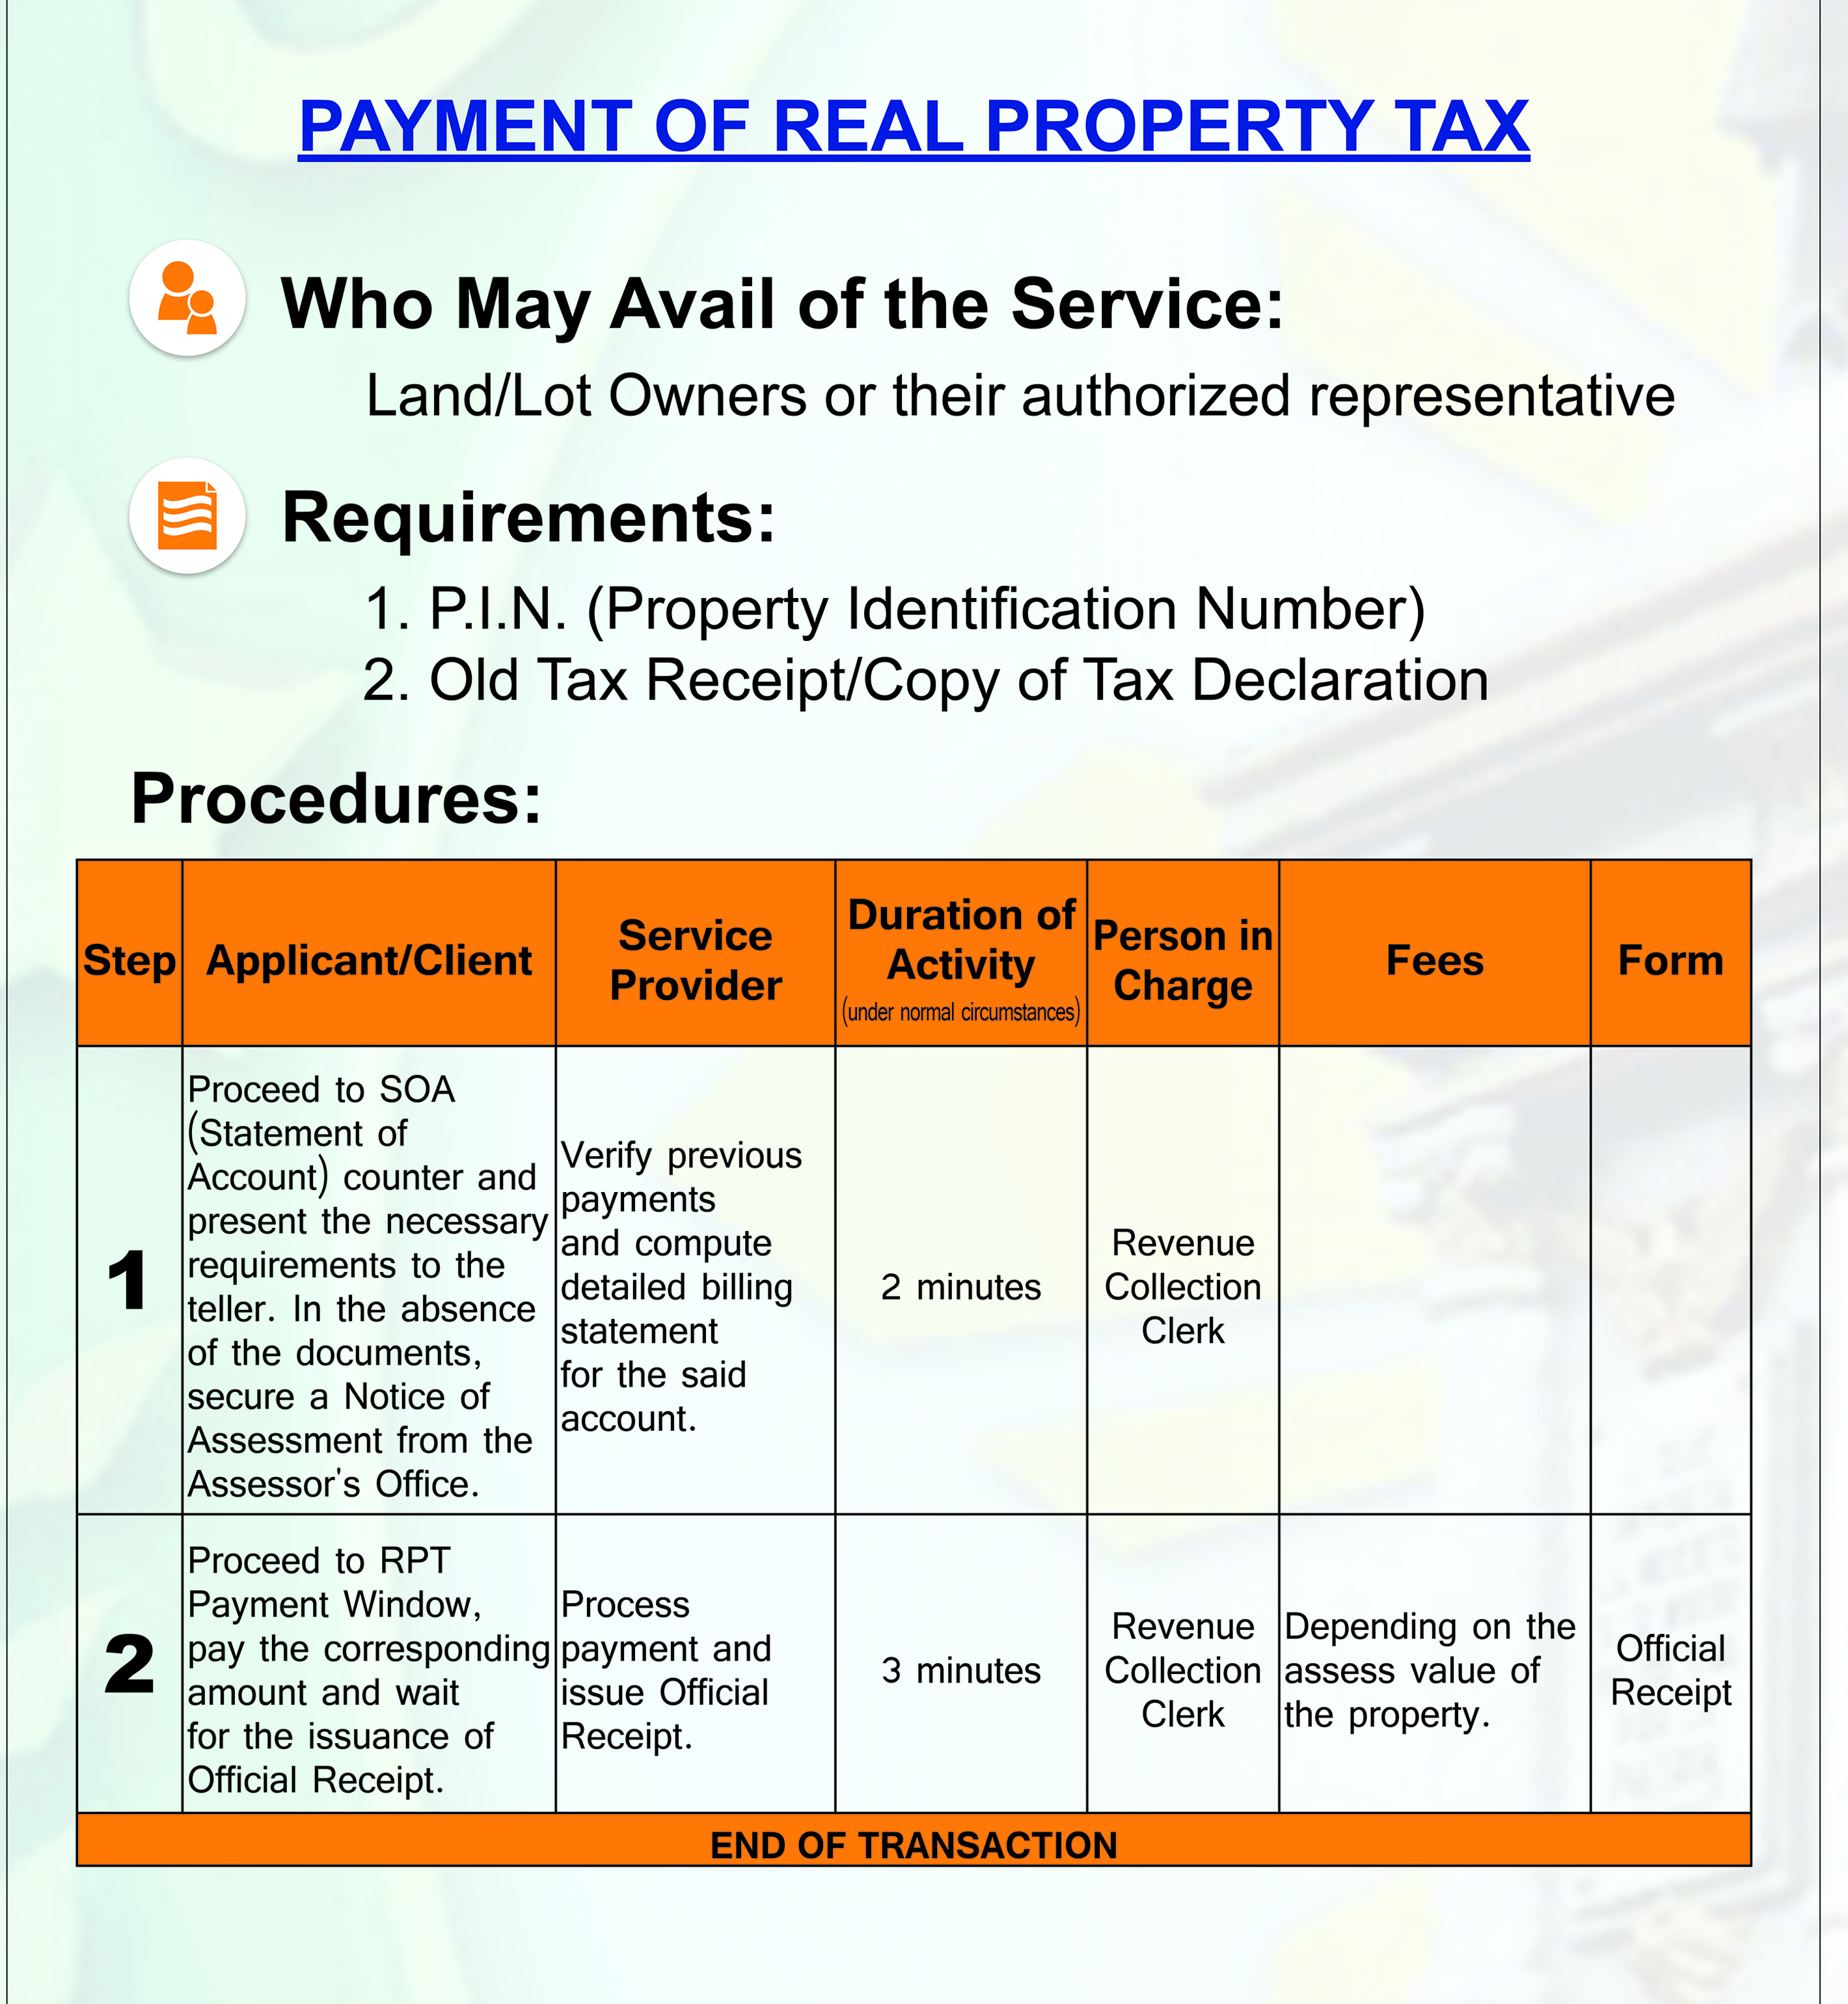 PAYMENT OF REAL PROPERTY TAX
Who May Avail of the Service:
Land/Lot Owners or their authorized representative
Requirements:
1. P.I.N. (Property Identification Number)
2. Old Tax Receipt/Copy of Tax Declaration
Procedures:
Step
Applicant/Client
Service
Provider
Duration of
Activity
(under normal circumstances)
Person in
Charge
Fees
Form
1
Proceed to SOA
(Statement of
Account) counter and
present the necessary
requirements to the
teller. In the absence
of the documents,
secure a Notice of
Assessment from the
Assessor's Office.
Verify previous
payments
and compute
detailed billing
statement
for the said
account.
2 minutes
Revenue
Collection
Clerk
2
Proceed to RPT
Payment Window,
pay the corresponding
amount and wait
for the issuance of
Official Receipt.
Process
payment and
issue Official
Receipt.
3 minutes
Revenue
Collection
Clerk
Depending on the
assess value of
the property.
Official
Receipt
END OF TRANSACTION